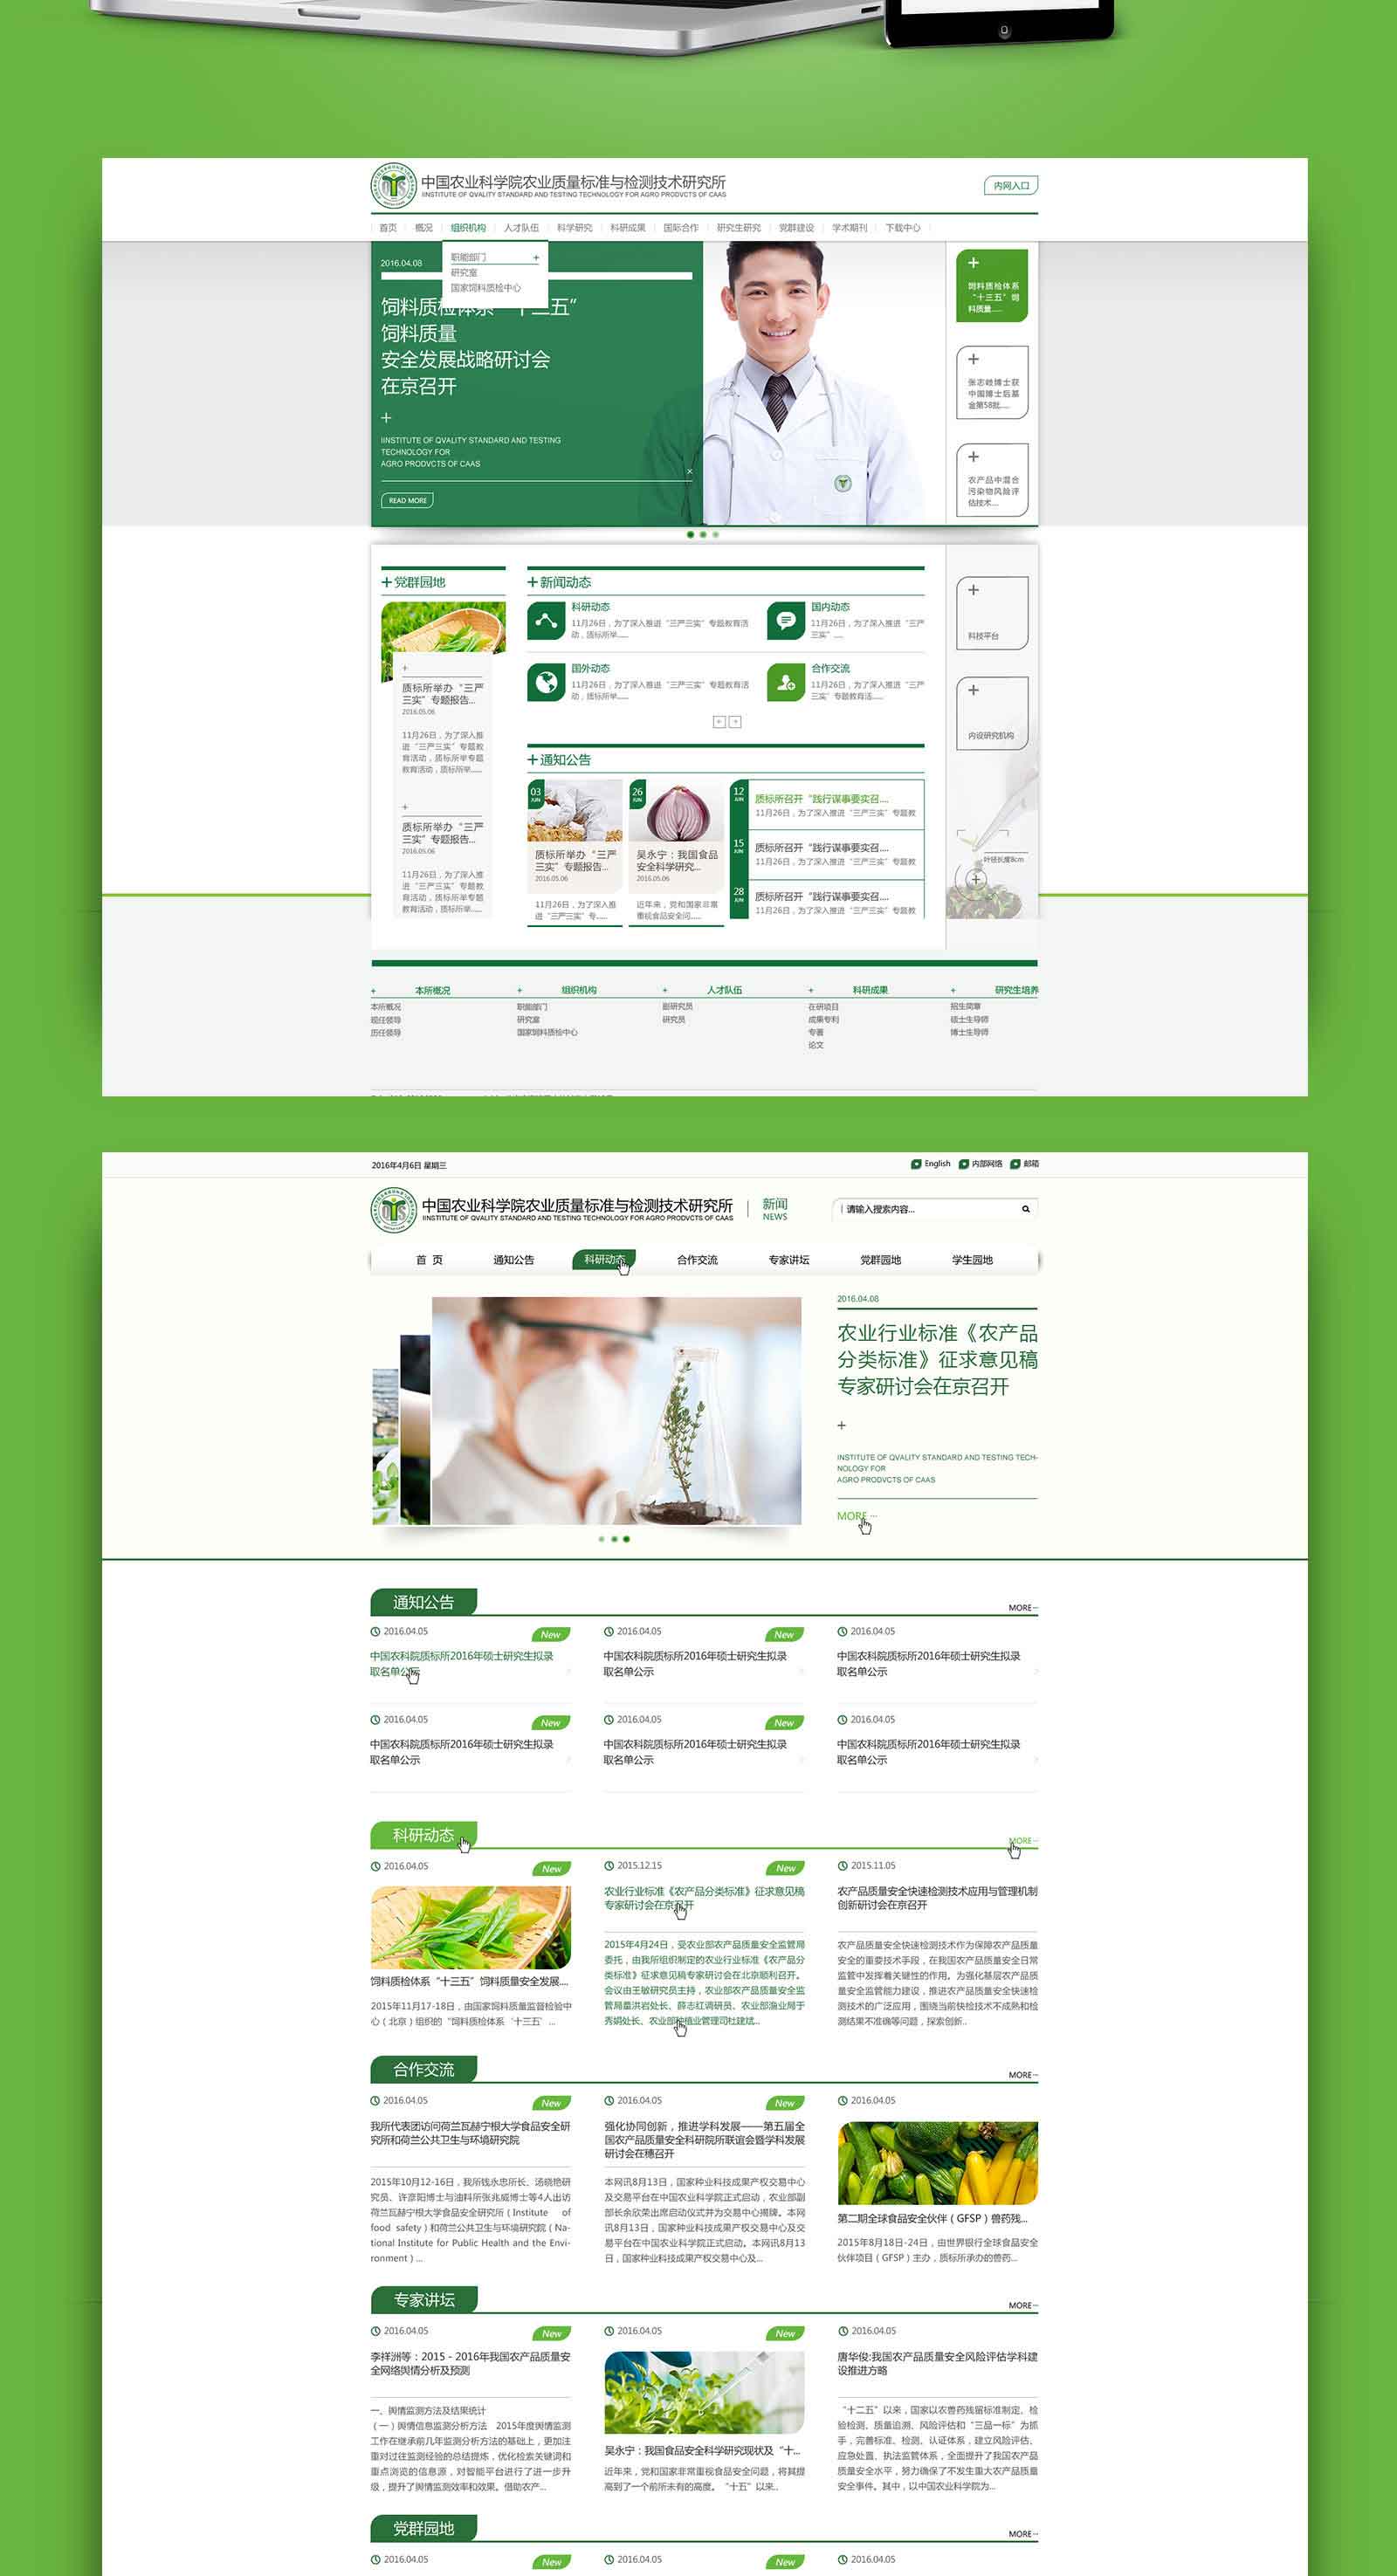 中国农业科学院农业质量标准与检测技术研究所
IINSTITUTE OF QVALITY STANDARD AND TESTING TECHNOLOGY FOR AGRO PRODVCTS OF CAAS
内网入口
首页 概况 组织机构 人才队伍 科学研究 科研成果 国际合作 研究生研究 党群建设 学术期刊 下载中心
职能部门 +
研究室
国家饲料质检中心
2016.04.08
饲料质检体系“十三五”
饲料质量
安全发展战略研讨会
在京召开
+
IINSTITUTE OF QVALITY STANDARD AND TESTING
TECHNOLOGY FOR
AGRO PRODVCTS OF CAAS
READ MORE
+
饲料质检体系
“十三五”饲
料质量......
+
张志岐博士获
中国博士后基
金第58批......
+
农产品中混合
污染物风险评
估技术...
+党群园地
+
质标所举办“三严
三实”专题报告...
2016.05.06
11月26日，为了深入推
进“三严三实”专题教
育活动，质标所举专题
教育活动，质标所举......
+
质标所举办“三严
三实”专题报告...
2016.05.06
11月26日，为了深入推
进“三严三实”专题教
育活动，质标所举专题
教育活动，质标所举......
+新闻动态
科研动态
11月26日，为了深入推进“三严三实”专题教育活
动，质标所举......
国内动态
11月26日，为了深入推进“三严
三实”......
国外动态
11月26日，为了深入推进“三严三实”专题教育活
动，质标所举......
合作交流
11月26日，为了深入推进“三严
三实”专题教育活......
+通知公告
03
JUN
质标所举办“三严
三实”专题报告...
2016.05.06
11月26日，为了深入推
进“三严三实”专......
26
JUN
吴永宁：我国食品
安全科学研究...
2016.05.06
近年来，党和国家非常
重视食品安全问......
12
JUN
质标所召开“践行谋事要实召....
11月26日，为了深入推进“三严三实”专题教
15
JUN
质标所召开“践行谋事要实召....
11月26日，为了深入推进“三严三实”专题教
28
JUN
质标所召开“践行谋事要实召....
11月26日，为了深入推进“三严三实”专题教
+
科技平台
+
内设研究机构
叶径长度8cm
+ 本所概况
本所概况
现任领导
历任领导
+ 组织机构
职能部门
研究室
国家饲料质检中心
+ 人才队伍
副研究员
研究员
+ 科研成果
在研项目
成果专利
专著
论文
+ 研究生培养
招生简章
硕士生导师
博士生导师
2016年4月6日 星期三
English 内部网络 邮箱
中国农业科学院农业质量标准与检测技术研究所
IINSTITUTE OF QVALITY STANDARD AND TESTING TECHNOLOGY FOR AGRO PRODVCTS OF CAAS
新闻
NEWS
请输入搜索内容...
首 页 通知公告 科研动态 合作交流 专家讲坛 党群园地 学生园地
2016.04.08
农业行业标准《农产品
分类标准》征求意见稿
专家研讨会在京召开
+
INSTITUTE OF QVALITY STANDARD AND TESTING TECH-
NOLOGY FOR
AGRO PRODVCTS OF CAAS
MORE ...
通知公告
MORE...
2016.04.05 New
中国农科院质标所2016年硕士研究生拟录
取名单公示
2016.04.05 New
中国农科院质标所2016年硕士研究生拟录
取名单公示
2016.04.05
中国农科院质标所2016年硕士研究生拟录
取名单公示
2016.04.05 New
中国农科院质标所2016年硕士研究生拟录
取名单公示
2016.04.05 New
中国农科院质标所2016年硕士研究生拟录
取名单公示
2016.04.05
中国农科院质标所2016年硕士研究生拟录
取名单公示
科研动态
MORE...
2016.04.05 New
饲料质检体系“十三五”饲料质量安全发展....
2015年11月17-18日，由国家饲料质量监督检验中
心（北京）组织的“饲料质检体系‘十三五’...
2015.12.15 New
农业行业标准《农产品分类标准》征求意见稿
专家研讨会在京召开
2015年4月24日，受农业部农产品质量安全监管局
委托，由我所组织制定的农业行业标准《农产品分
类标准》征求意见稿专家研讨会在北京顺利召开。
会议由王敏研究员主持，农业部农产品质量安全监
管局董洪岩处长、薛志红调研员、农业部渔业局于
秀娟处长、农业部种植业管理司杜建斌...
2015.11.05
农产品质量安全快速检测技术应用与管理机制
创新研讨会在京召开
农产品质量安全快速检测技术作为保障农产品质量
安全的重要技术手段，在我国农产品质量安全日常
监管中发挥着关键性的作用。为强化基层农产品质
量安全监管能力建设，推进农产品质量安全快速检
测技术的广泛应用，围绕当前快检技术不成熟和检
测结果不准确等问题，探索创新..
合作交流
MORE...
2016.04.05 New
我所代表团访问荷兰瓦赫宁根大学食品安全研
究所和荷兰公共卫生与环境研究院
2015年10月12-16日，我所钱永忠所长、汤晓艳研
究员、许彦阳博士与油料所张兆威博士等4人出访
荷兰瓦赫宁根大学食品安全研究所（Institute of
food safety）和荷兰公共卫生与环境研究院（Na-
tional Institute for Public Health and the Envi-
ronment）...
2016.04.05 New
强化协同创新，推进学科发展——第五届全
国农产品质量安全科研院所联谊会暨学科发展
研讨会在穗召开
本网讯8月13日，国家种业科技成果产权交易中心
及交易平台在中国农业科学院正式启动，农业部副
部长余欣荣出席启动仪式并为交易中心揭牌。本网
讯8月13日，国家种业科技成果产权交易中心及交
易平台在中国农业科学院正式启动。本网讯8月13
日，国家种业科技成果产权交易中心及...
2016.04.05
第二期全球食品安全伙伴（GFSP）兽药残...
2015年8月18日-24日，由世界银行全球食品安全
伙伴项目（GFSP）主办，质标所承办的兽药...
专家讲坛
MORE...
2016.04.05 New
李祥洲等：2015 - 2016年我国农产品质量安
全网络舆情分析及预测
一、舆情监测方法及结果统计
（一）舆情信息监测分析方法 2015年度舆情监测
工作在继承前几年监测分析方法的基础上，更加注
重对过往监测经验的总结提炼，优化检索关键词和
重点浏览的信息源，对智能平台进行了进一步升
级，提升了舆情监测效率和效果。借助农产...
2016.04.05 New
吴永宁：我国食品安全科学研究现状及“十...
近年来，党和国家非常重视食品安全问题，将其提
高到了一个前所未有的高度。“十五”以来..
2016.04.05
唐华俊:我国农产品质量安全风险评估学科建
设推进方略
“十二五”以来，国家以农兽药残留标准制定、检
验检测、质量追溯、风险评估和“三品一标”为抓
手，完善标准、检测、认证体系，建立风险评估、
应急处置、执法监管体系，全面提升了我国农产品
质量安全水平，努力确保了不发生重大农产品质量
安全事件。其中，以中国农业科学院为...
党群园地
MORE...
2016.04.05 New
2016.04.05 New
2016.04.05